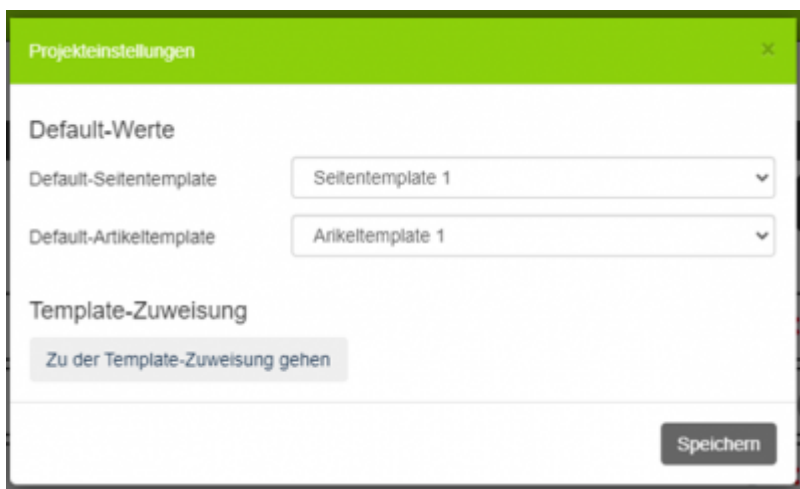 Projekteinstellungen ×
Default-Werte
Default-Seitentemplate Seitentemplate 1
Default-Artikeltemplate Arikeltemplate 1
Template-Zuweisung
Zu der Template-Zuweisung gehen
Speichern